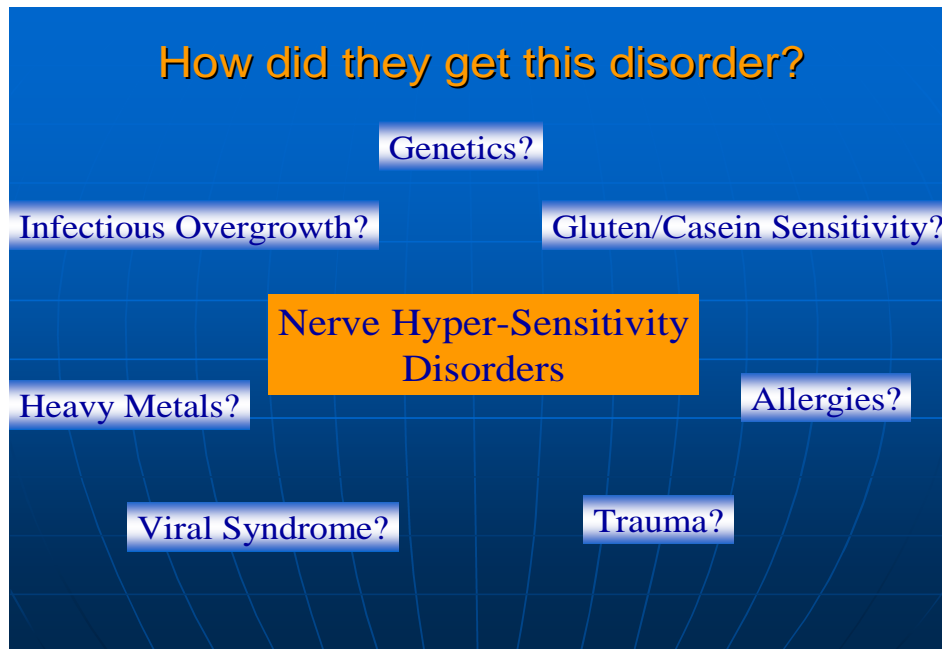 How did they get this disorder?
Genetics?
Infectious Overgrowth?
Gluten/Casein Sensitivity?
Nerve Hyper-Sensitivity
Disorders
Heavy Metals?
Allergies?
Viral Syndrome?
Trauma?